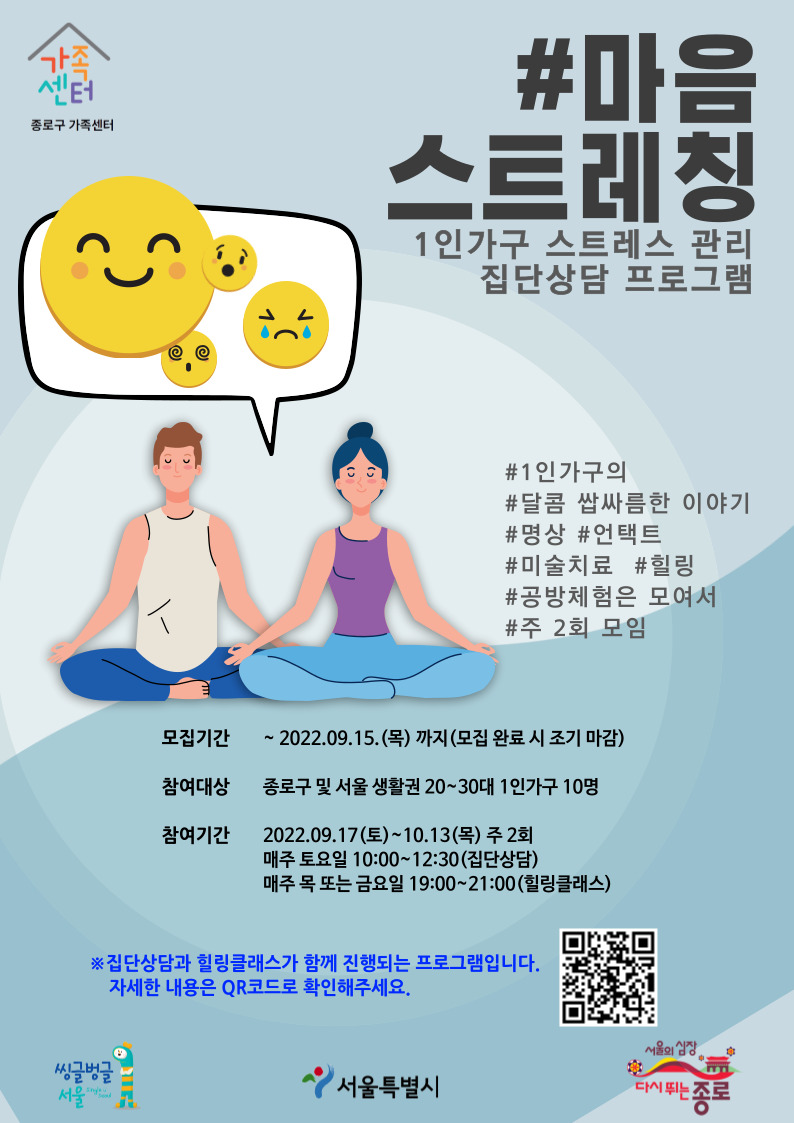 가족
센터
종로구 가족센터
#마음
스트레칭
1인가구 스트레스 관리
집단상담 프로그램
#1인가구의
#달콤 쌉싸름한 이야기
#명상 #언택트
#미술치료 #힐링
#공방체험은 모여서
#주 2회 모임
모집기간 ~ 2022.09.15.(목) 까지(모집 완료 시 조기 마감)
참여대상 종로구 및 서울 생활권 20~30대 1인가구 10명
참여기간 2022.09.17(토)~10.13(목) 주 2회
매주 토요일 10:00~12:30(집단상담)
매주 목 또는 금요일 19:00~21:00(힐링클래스)
※집단상담과 힐링클래스가 함께 진행되는 프로그램입니다.
자세한 내용은 QR코드로 확인해주세요.
씽글벙글
서울
서울특별시
서울의 심장
다시 뛰는 종로